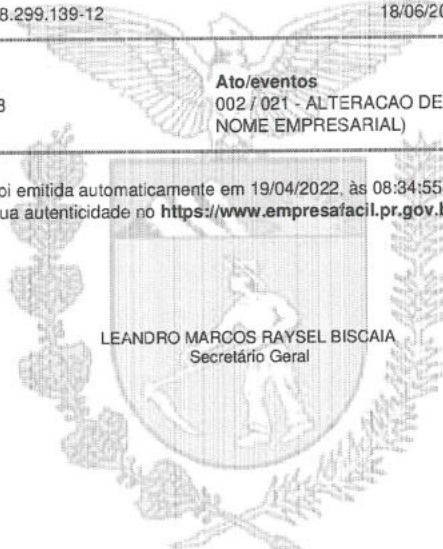 8.299.139-12 18/06/20
Ato/eventos
3 002 / 021 - ALTERACAO DE
NOME EMPRESARIAL)
oi emitida automaticamente em 19/04/2022, às 08:34:55
ua autenticidade no https://www.empresafacil.pr.gov.b
LEANDRO MARCOS RAYSEL BISCAIA
Secretário Geral